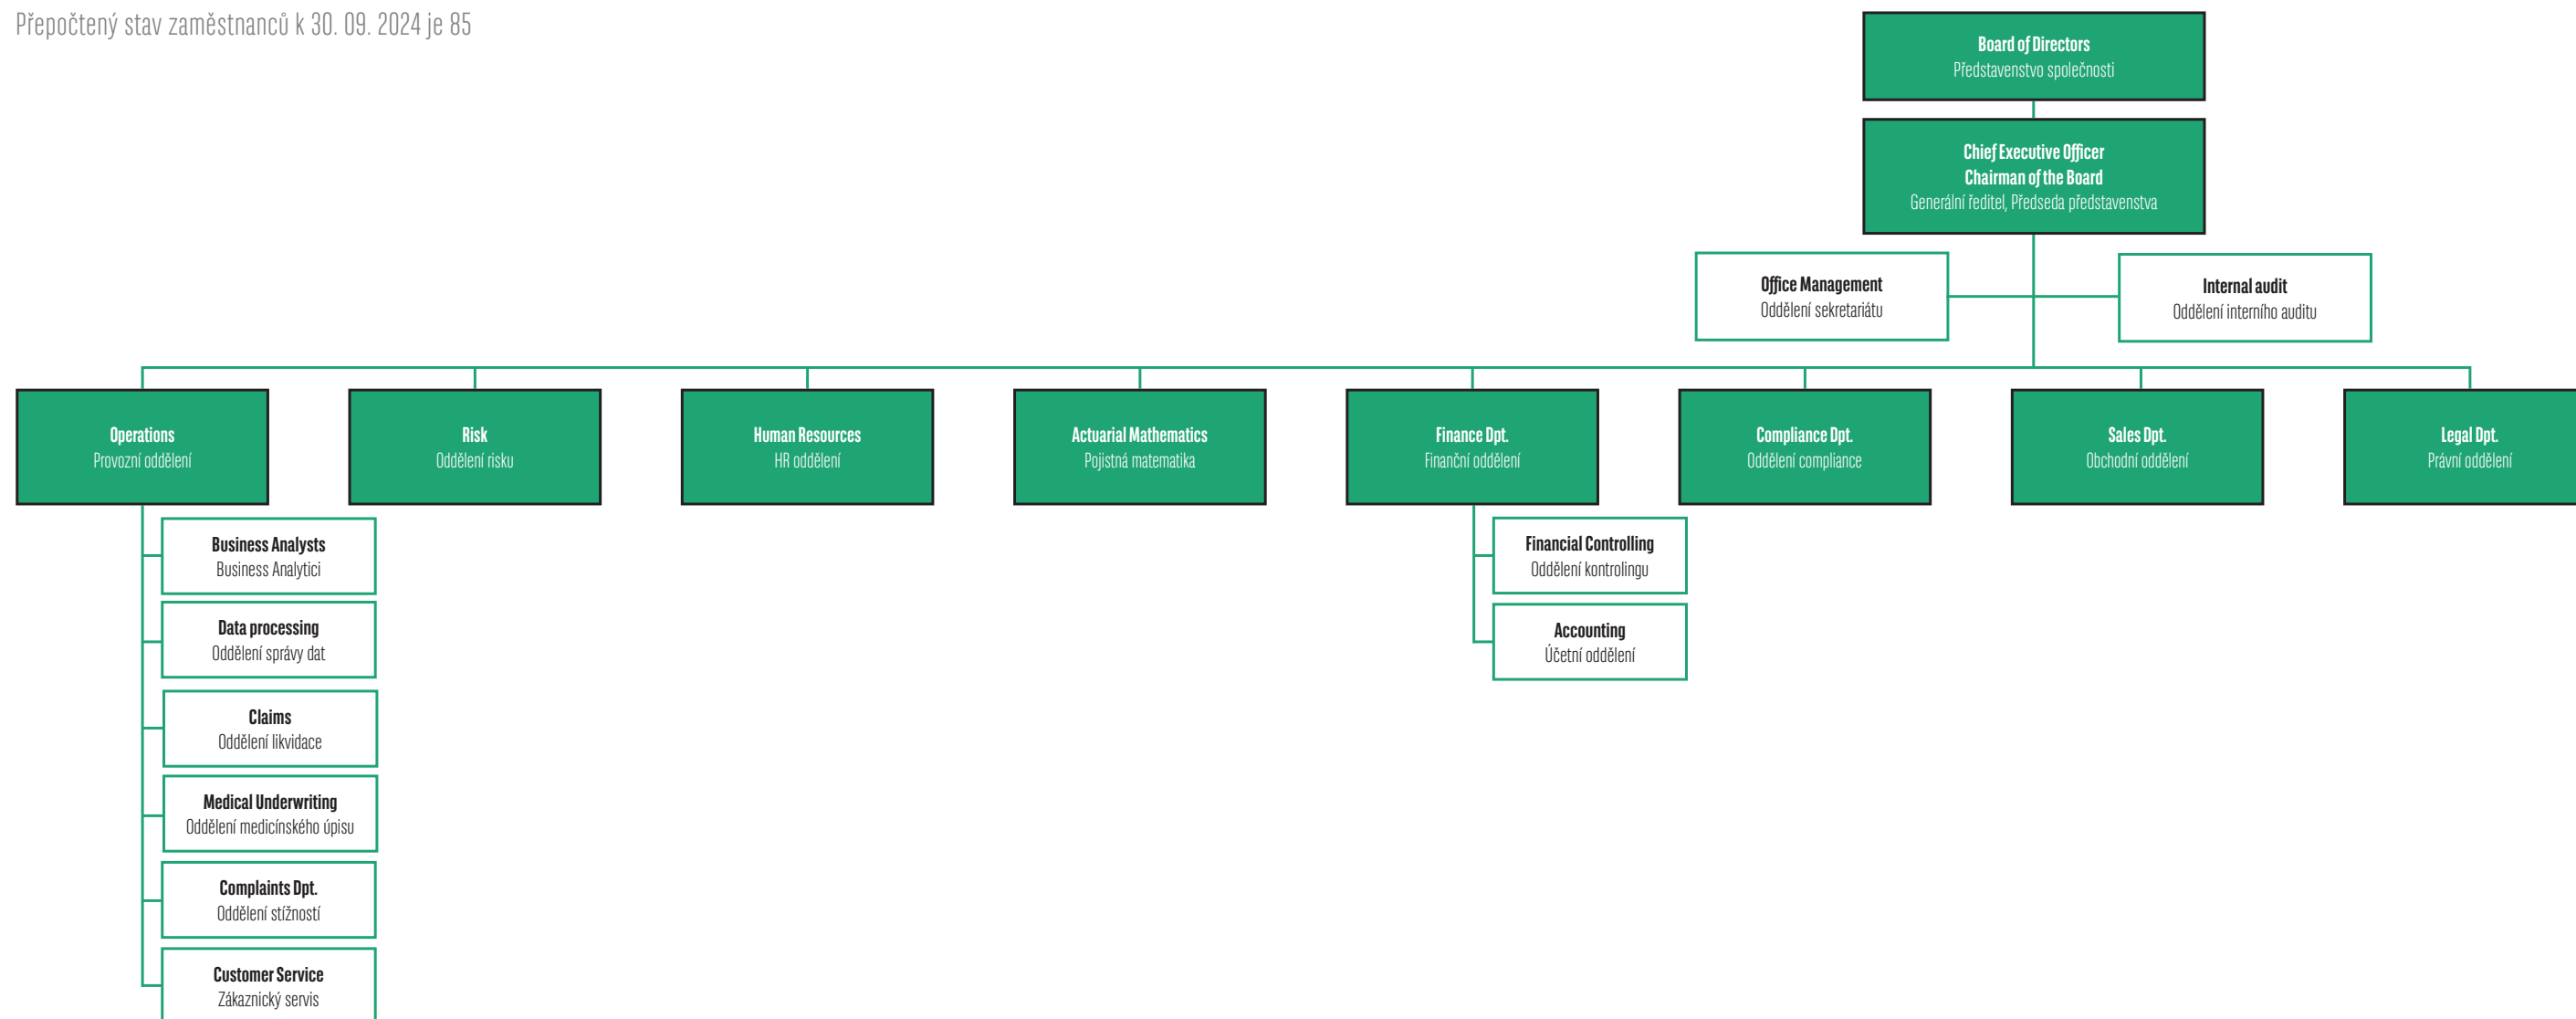 Přepočtený stav zaměstnanců k 30. 09. 2024 je 85
Board of Directors
Představenstvo společnosti
Chief Executive Officer
Chairman of the Board
Generální ředitel, Předseda představenstva
Office Management
Oddělení sekretariátu
Internal audit
Oddělení interního auditu
Operations
Provozní oddělení
Risk
Oddělení risku
Human Resources
HR oddělení
Actuarial Mathematics
Pojistná matematika
Finance Dpt.
Finanční oddělení
Compliance Dpt.
Oddělení compliance
Sales Dpt.
Obchodní oddělení
Legal Dpt.
Právní oddělení
Business Analysts
Business Analytici
Data processing
Oddělení správy dat
Claims
Oddělení likvidace
Medical Underwriting
Oddělení medicínského úpisu
Complaints Dpt.
Oddělení stížností
Customer Service
Zákaznický servis
Financial Controlling
Oddělení kontrolingu
Accounting
Účetní oddělení